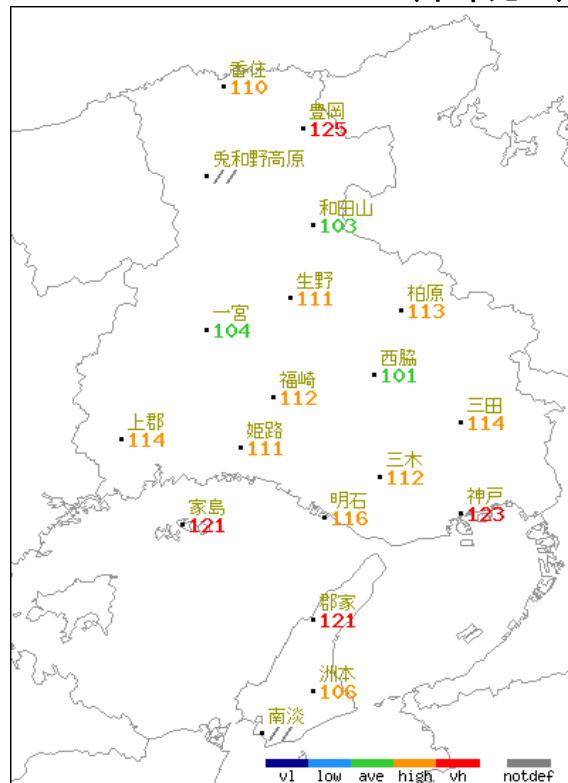 香住
110
豊岡
125
兎和野高原
//
和田山
103
生野
111
柏原
113
一宮
104
西脇
101
福崎
112
三田
114
上郡
114
姫路
111
三木
112
家島
121
明石
116
神戸
123
郡家
121
洲本
106
南淡
//
vl low ave high vh notdef